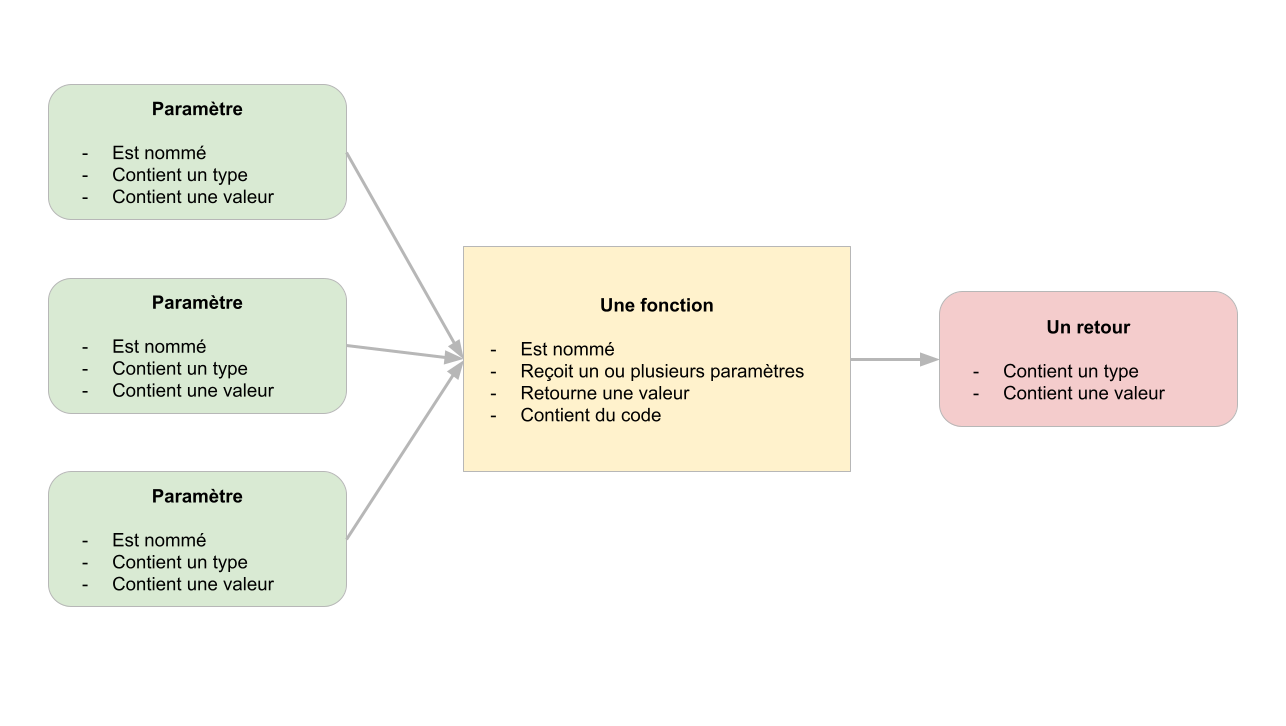 Paramètre
- Est nommé
- Contient un type
- Contient une valeur
Paramètre
- Est nommé
- Contient un type
- Contient une valeur
Paramètre
- Est nommé
- Contient un type
- Contient une valeur
Une fonction
- Est nommé
- Reçoit un ou plusieurs paramètres
- Retourne une valeur
- Contient du code
Un retour
- Contient un type
- Contient une valeur